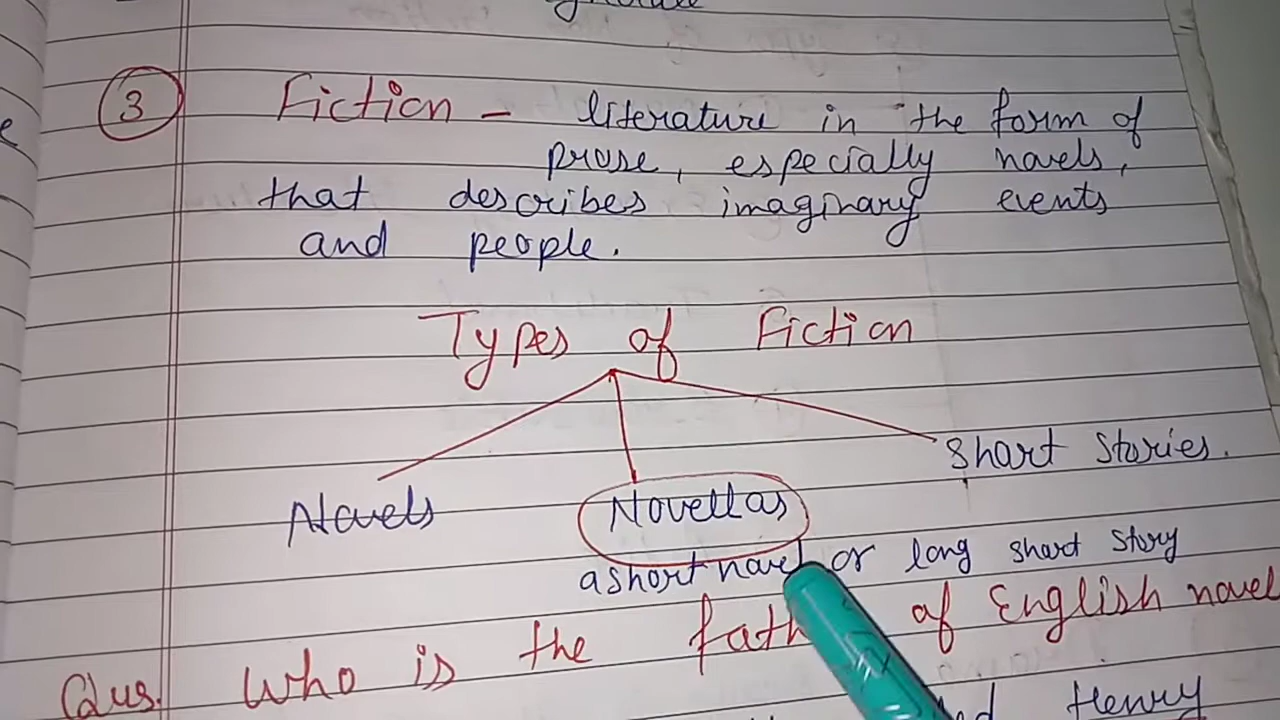 3 Fiction - literature in the form of
prose, especially novels,
that describes imaginary events
and people.
Types of Fiction
Short Stories.
Novels Novellas
a short novel or long short story
Qus. Who is the of English novel
Henry